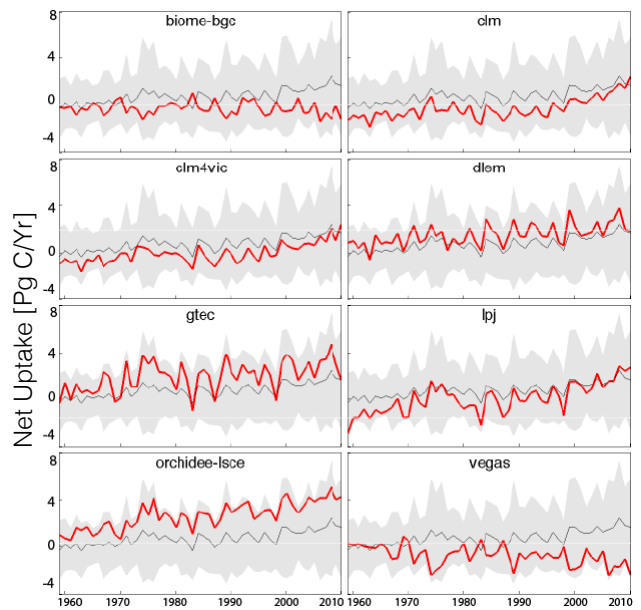 Net Uptake [Pg C/Yr]
biome-bgc
clm
8
4
0
-4
clm4vic
dlem
8
4
0
-4
gtec
lpj
8
4
0
-4
orchidee-lsce
vegas
8
4
0
-4
1960 1970 1980 1990 2000 2010 1960 1970 1980 1990 2000 2010